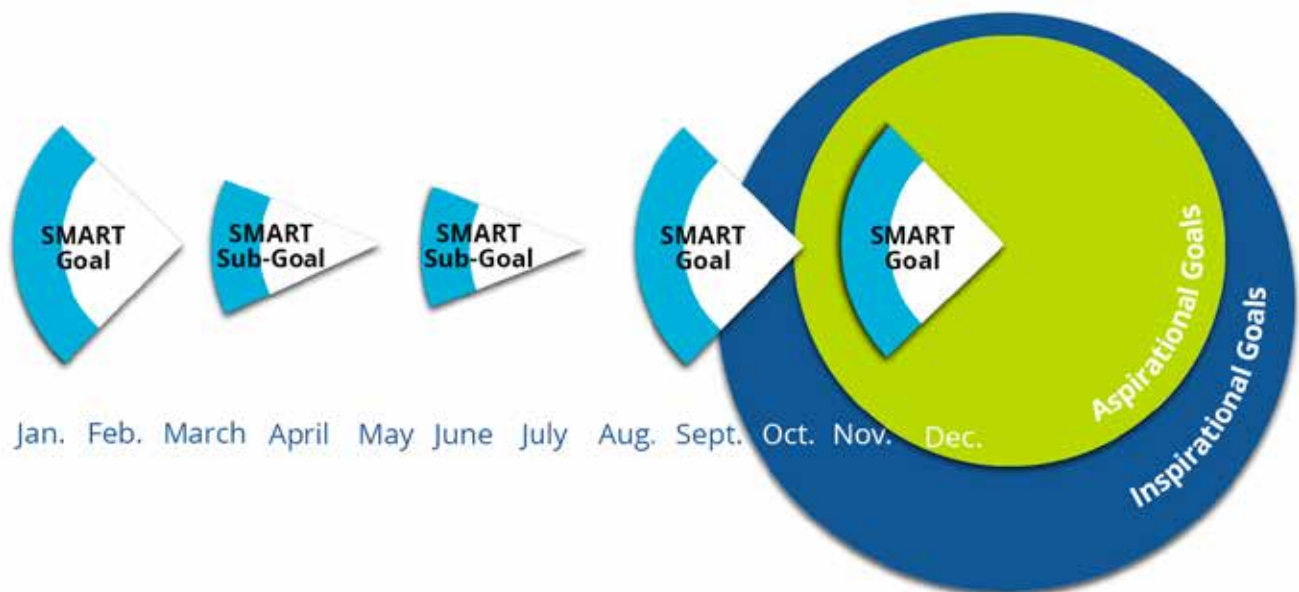 SMART
Goal
SMART
Sub-Goal
SMART
Sub-Goal
SMART
Goal
SMART
Goal
Aspirational Goals
Inspirational Goals
Jan. Feb. March April May June July Aug. Sept. Oct. Nov. Dec.